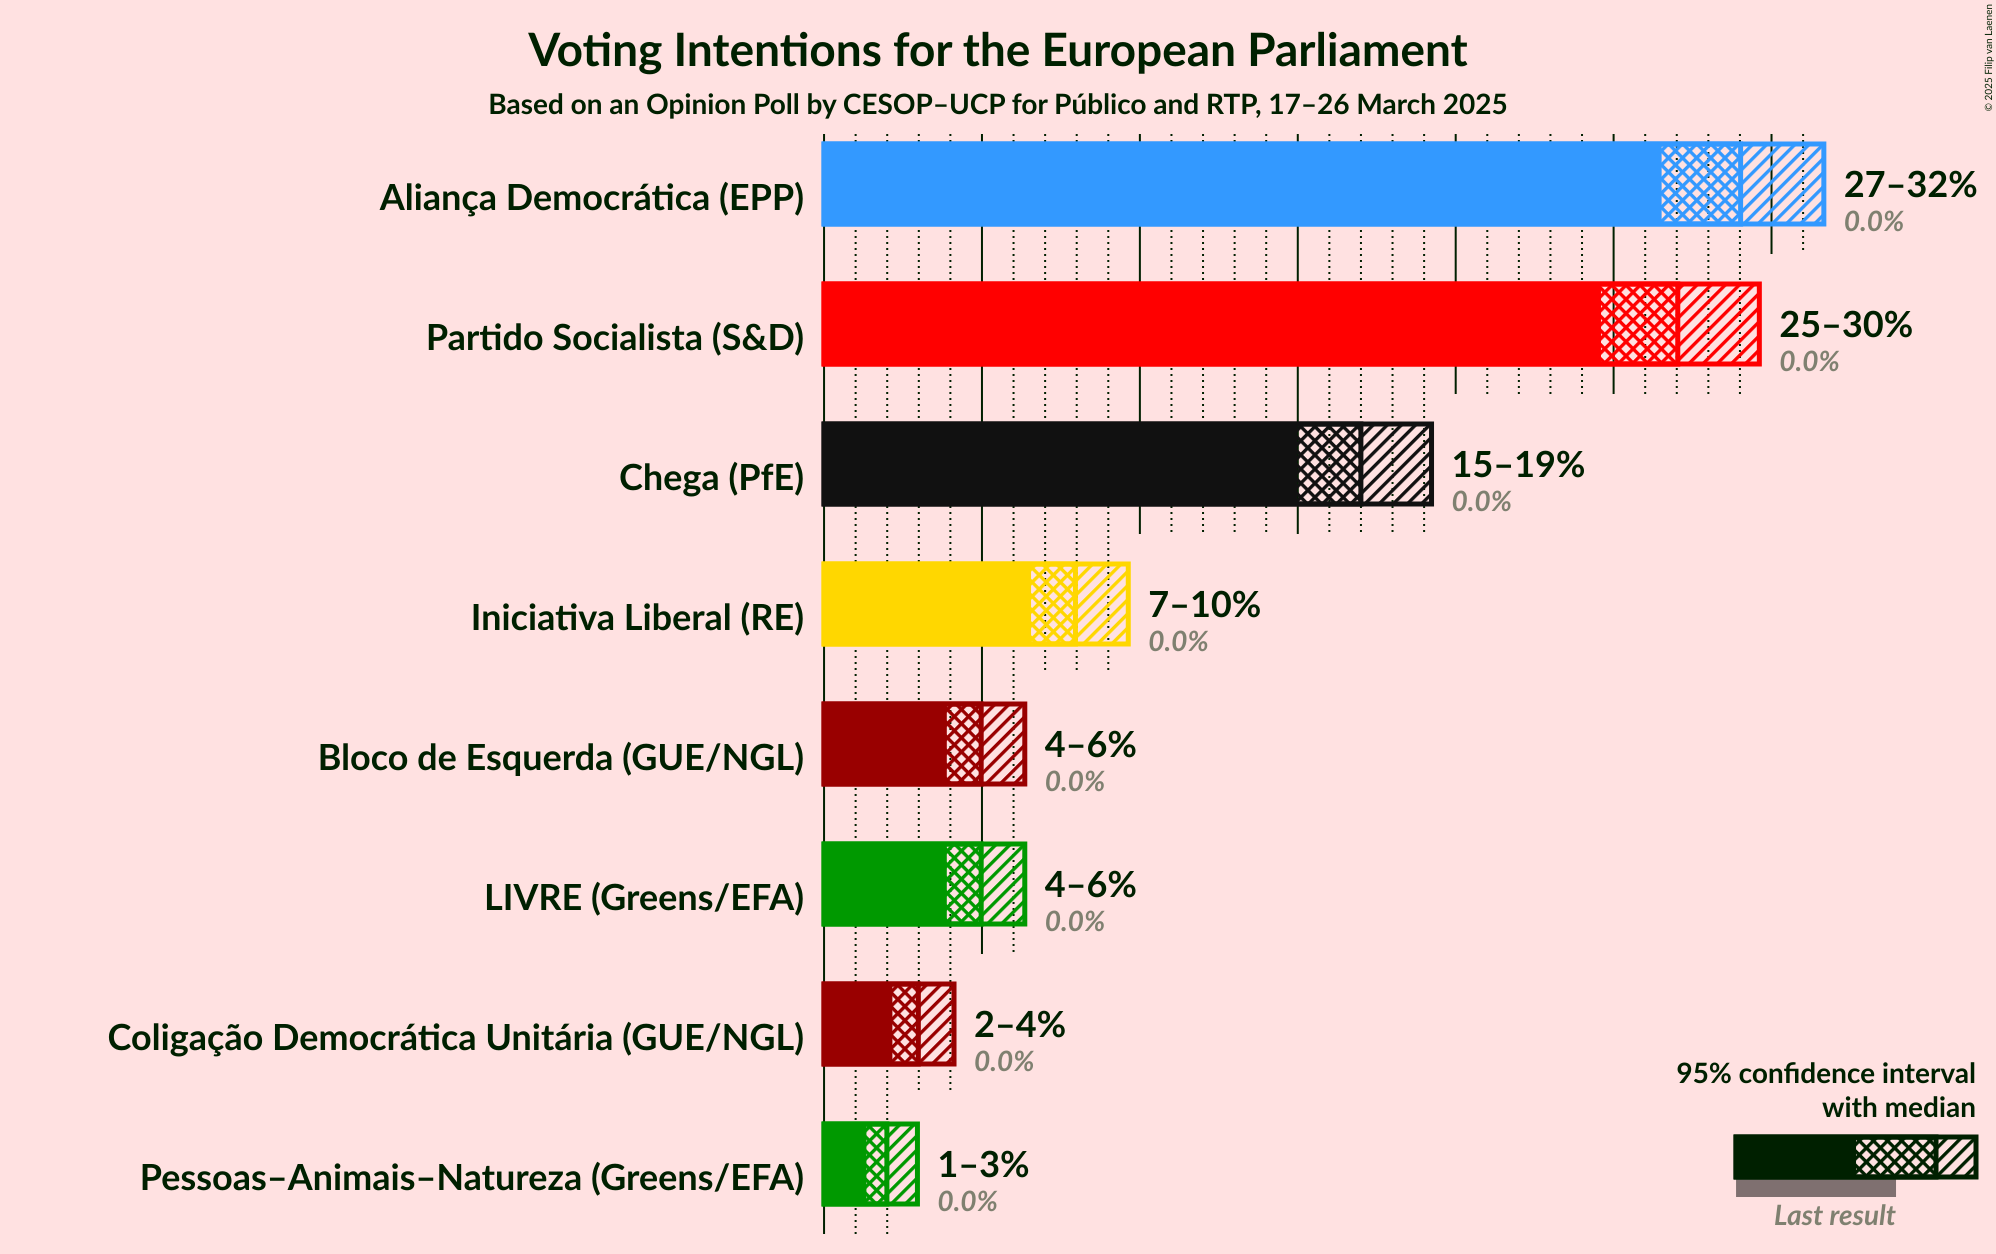 Voting Intentions for the European Parliament
Based on an Opinion Poll by CESOP–UCP for Público and RTP, 17–26 March 2025
© 2025 Filip van Laenen
Aliança Democrática (EPP)
27–32%
0.0%
Partido Socialista (S&D)
25–30%
0.0%
Chega (PfE)
15–19%
0.0%
Iniciativa Liberal (RE)
7–10%
0.0%
Bloco de Esquerda (GUE/NGL)
4–6%
0.0%
LIVRE (Greens/EFA)
4–6%
0.0%
Coligação Democrática Unitária (GUE/NGL)
2–4%
0.0%
Pessoas–Animais–Natureza (Greens/EFA)
1–3%
0.0%
95% confidence interval
with median
Last result